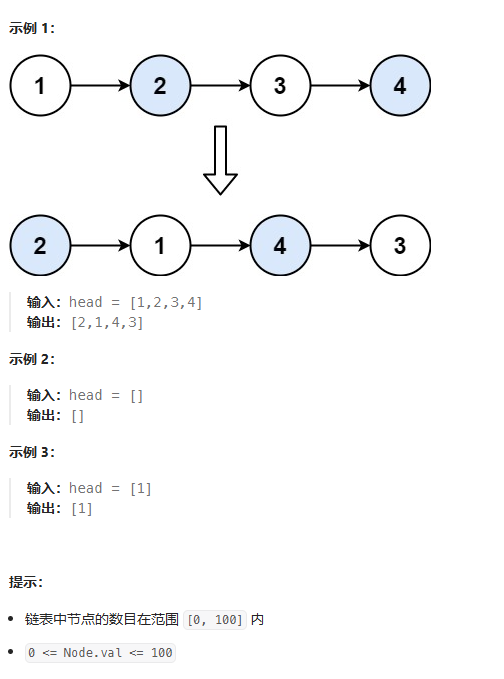 示例 1：
1 2 3 4
2 1 4 3
输入：head = [1,2,3,4]
输出：[2,1,4,3]
示例 2：
输入：head = []
输出：[]
示例 3：
输入：head = [1]
输出：[1]
提示：
链表中节点的数目在范围 [0, 100] 内
0 <= Node.val <= 100